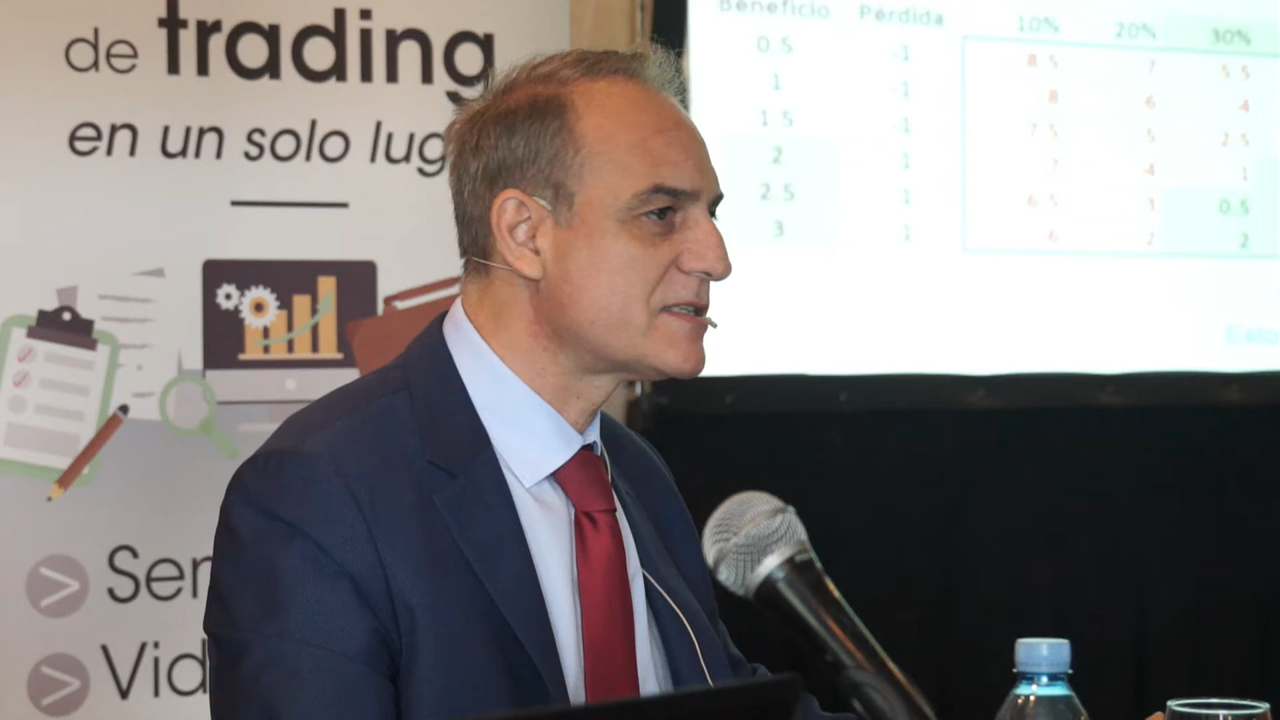 de trading
en un solo lug
Ser
Vid
Beneficio Pérdida 10% 20% 30%
0.5 -1 8.5 7 5.5
1 -1 8 6 4
1.5 -1 7.5 5 2.5
2 1 7 4 1
2.5 1 6.5 3 0.5
3 1 6 2 2
Esto